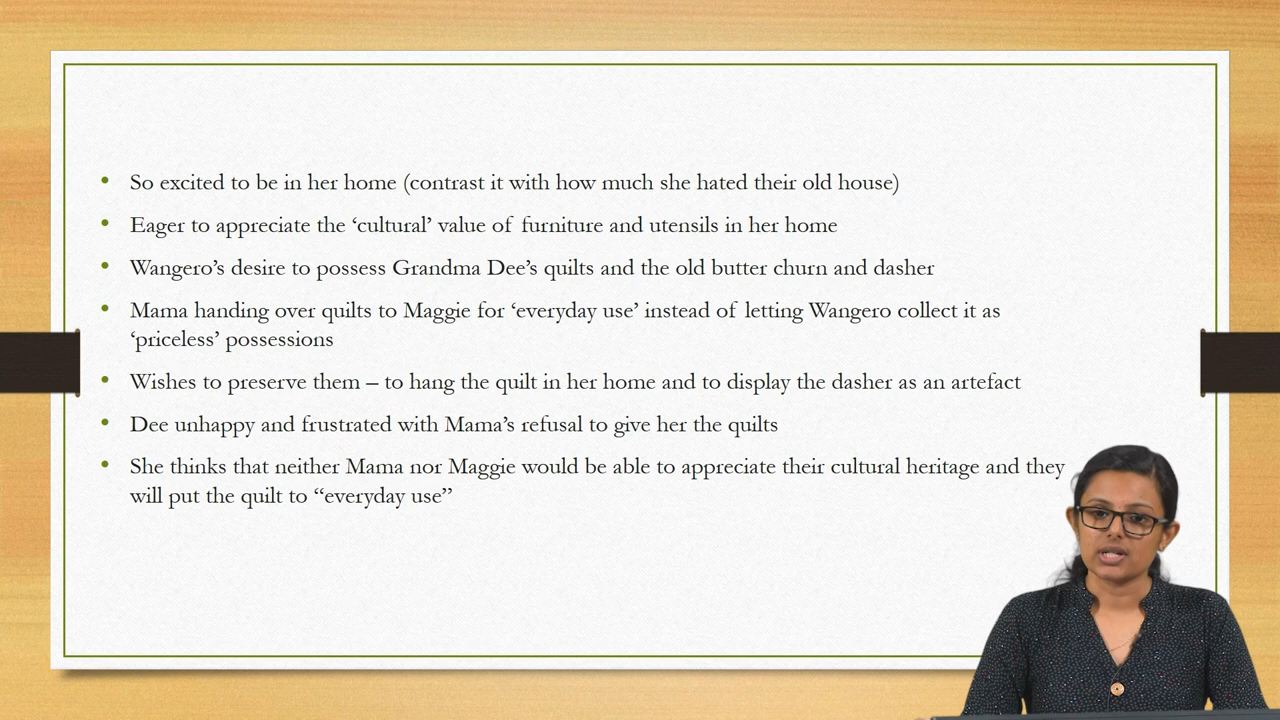 • So excited to be in her home (contrast it with how much she hated their old house)
• Eager to appreciate the ‘cultural’ value of furniture and utensils in her home
• Wangero’s desire to possess Grandma Dee’s quilts and the old butter churn and dasher
• Mama handing over quilts to Maggie for ‘everyday use’ instead of letting Wangero collect it as
‘priceless’ possessions
• Wishes to preserve them – to hang the quilt in her home and to display the dasher as an artefact
• Dee unhappy and frustrated with Mama’s refusal to give her the quilts
• She thinks that neither Mama nor Maggie would be able to appreciate their cultural heritage and they
will put the quilt to “everyday use”